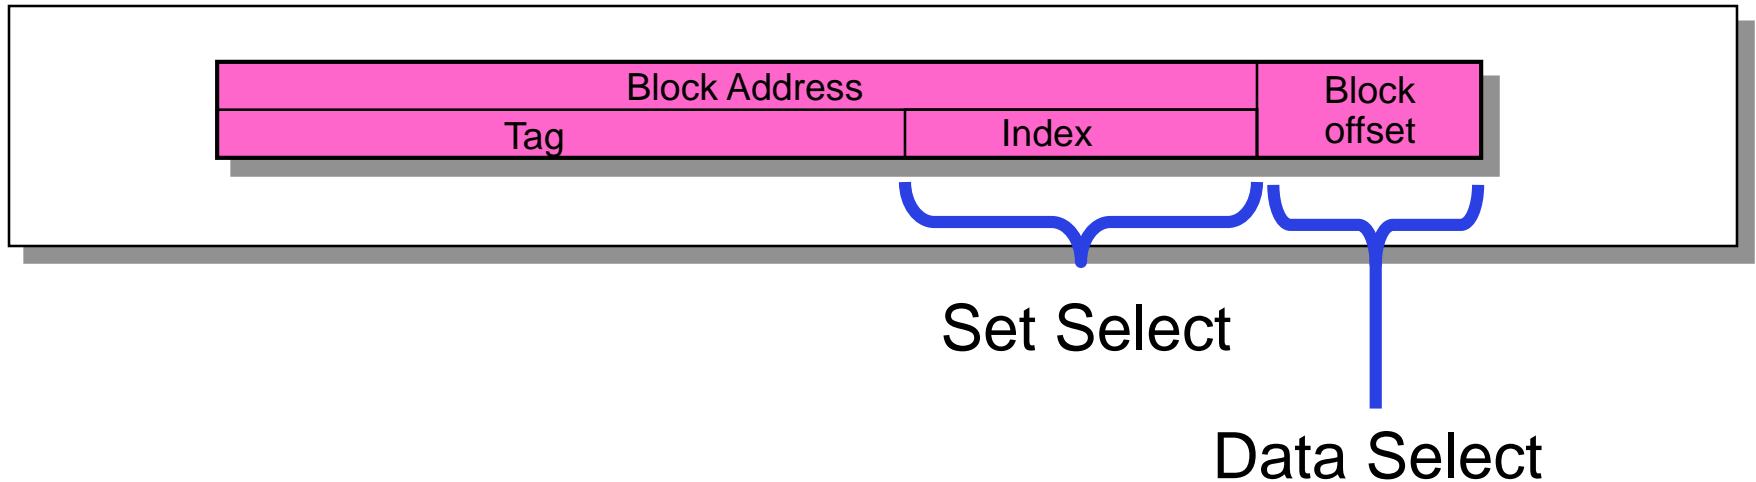 Block Address
Block
offset
Tag
Index
Set Select
Data Select